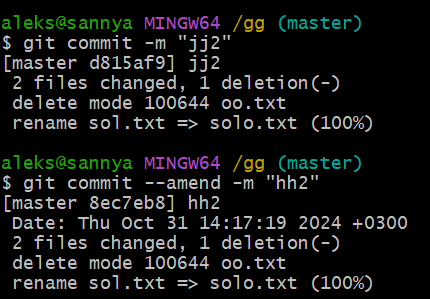 aleks@sannya MINGW64 /gg (master)
$ git commit -m "jj2"
[master d815af9] jj2
 2 files changed, 1 deletion(-)
 delete mode 100644 oo.txt
 rename sol.txt => solo.txt (100%)

aleks@sannya MINGW64 /gg (master)
$ git commit --amend -m "hh2"
[master 8ec7eb8] hh2
 Date: Thu Oct 31 14:17:19 2024 +0300
 2 files changed, 1 deletion(-)
 delete mode 100644 oo.txt
 rename sol.txt => solo.txt (100%)